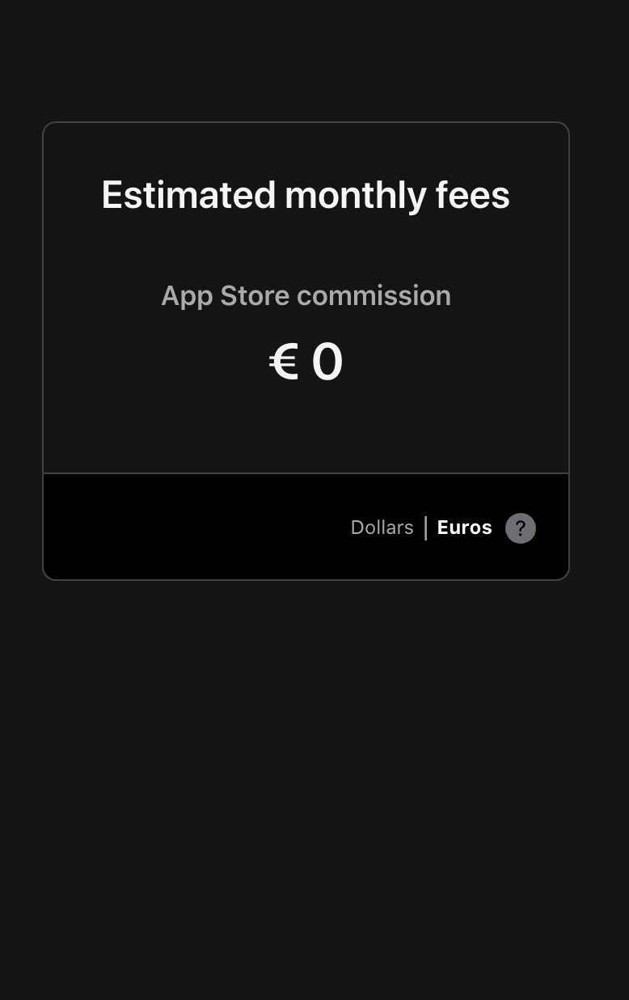 Estimated monthly fees
App Store commission
€ 0
Dollars | Euros ?